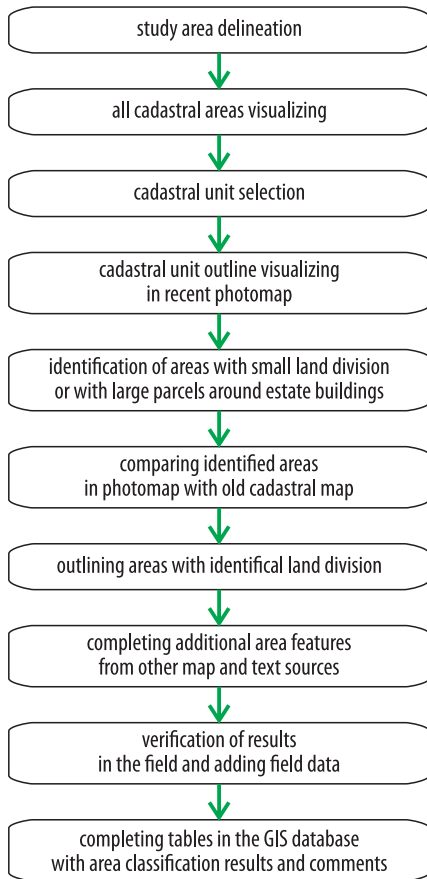 study area delineation
all cadastral areas visualizing
cadastral unit selection
cadastral unit outline visualizing
in recent photomap
identification of areas with small land division
or with large parcels around estate buildings
comparing identified areas
in photomap with old cadastral map
outlining areas with identifical land division
completing additional area features
from other map and text sources
verification of results
in the field and adding field data
completing tables in the GIS database
with area classification results and comments